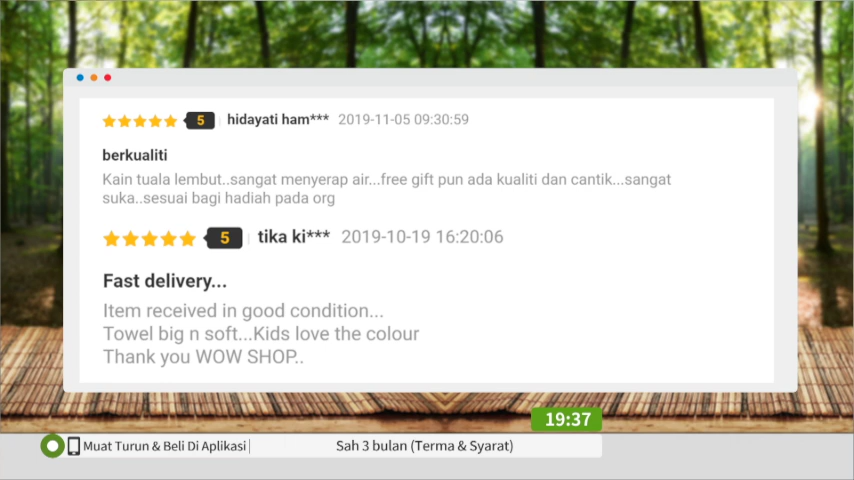 5 hidayati ham*** 2019-11-05 09:30:59
berkualiti
Kain tuala lembut..sangat menyerap air...free gift pun ada kualiti dan cantik...sangat
suka..sesuai bagi hadiah pada org
5 tika ki*** 2019-10-19 16:20:06
Fast delivery...
Item received in good condition...
Towel big n soft...Kids love the colour
Thank you WOW SHOP..
19:37
Muat Turun & Beli Di Aplikasi Sah 3 bulan (Terma & Syarat)